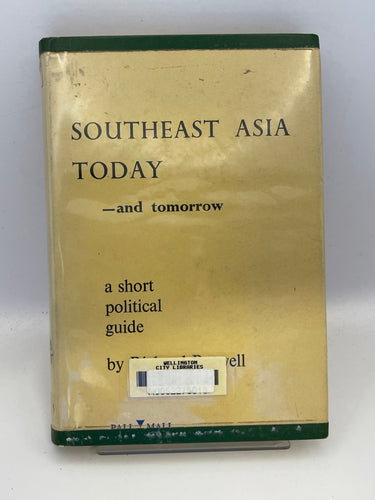 SOUTHEAST ASIA
TODAY
—and tomorrow
a short
political
guide
by
WELLINGTON
CITY LIBRARIES
PALL MALL